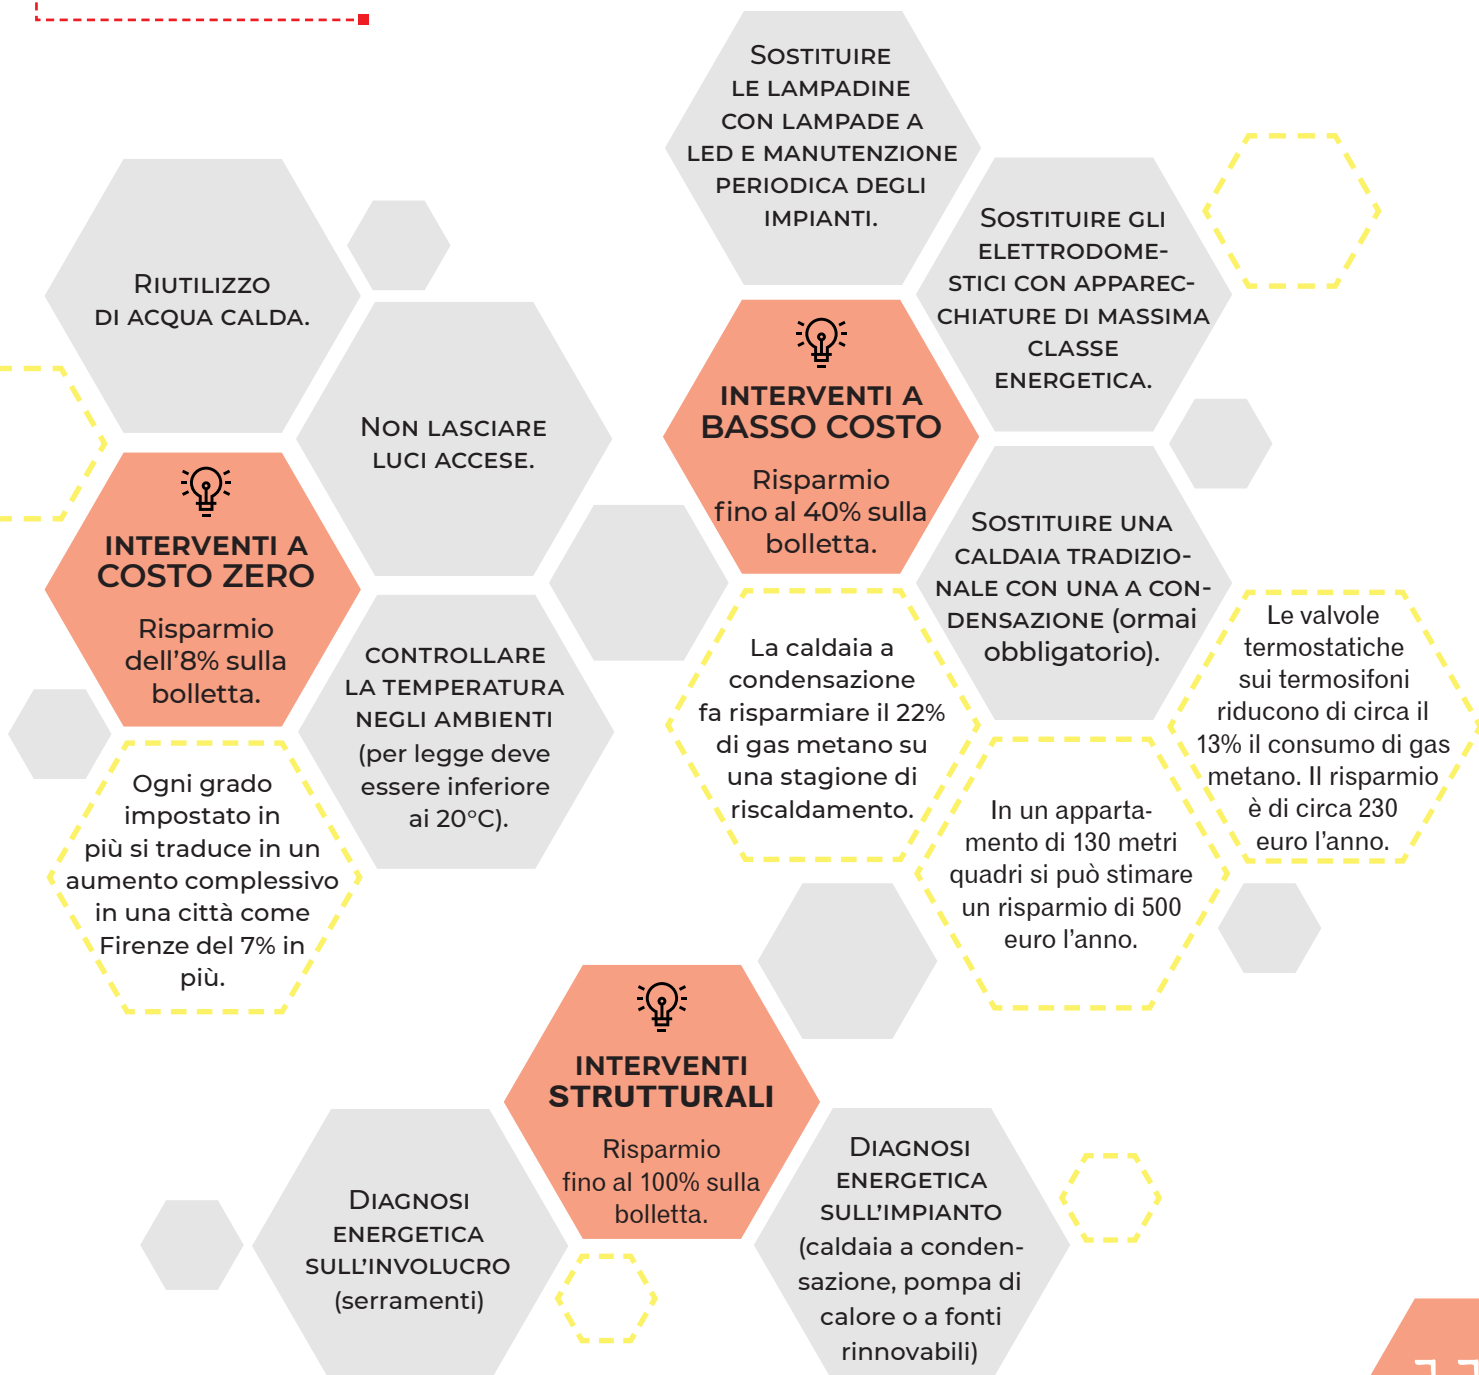 Riutilizzo
di acqua calda.
Non lasciare
luci accese.
interventi a
costo zero
Risparmio
dell'8% sulla
bolletta.
controllare
la temperatura
negli ambienti
(per legge deve
essere inferiore
ai 20°C).
Ogni grado
impostato in
più si traduce in un
aumento complessivo
in una città come
Firenze del 7% in
più.
Sostituire
le lampadine
con lampade a
led e manutenzione
periodica degli
impianti.
Sostituire gli
elettrodome-
stici con apparec-
chiature di massima
classe
energetica.
interventi a
basso costo
Risparmio
fino al 40% sulla
bolletta.
Sostituire una
caldaia tradizio-
nale con una a con-
densazione (ormai
obbligatorio).
La caldaia a
condensazione
fa risparmiare il 22%
di gas metano su
una stagione di
riscaldamento.
Le valvole
termostatiche
sui termosifoni
riducono di circa il
13% il consumo di gas
metano. Il risparmio
è di circa 230
euro l'anno.
In un apparta-
mento di 130 metri
quadri si può stimare
un risparmio di 500
euro l'anno.
interventi
strutturali
Risparmio
fino al 100% sulla
bolletta.
Diagnosi
energetica
sull'involucro
(serramenti)
Diagnosi
energetica
sull'impianto
(caldaia a conden-
sazione, pompa di
calore o a fonti
rinnovabili)